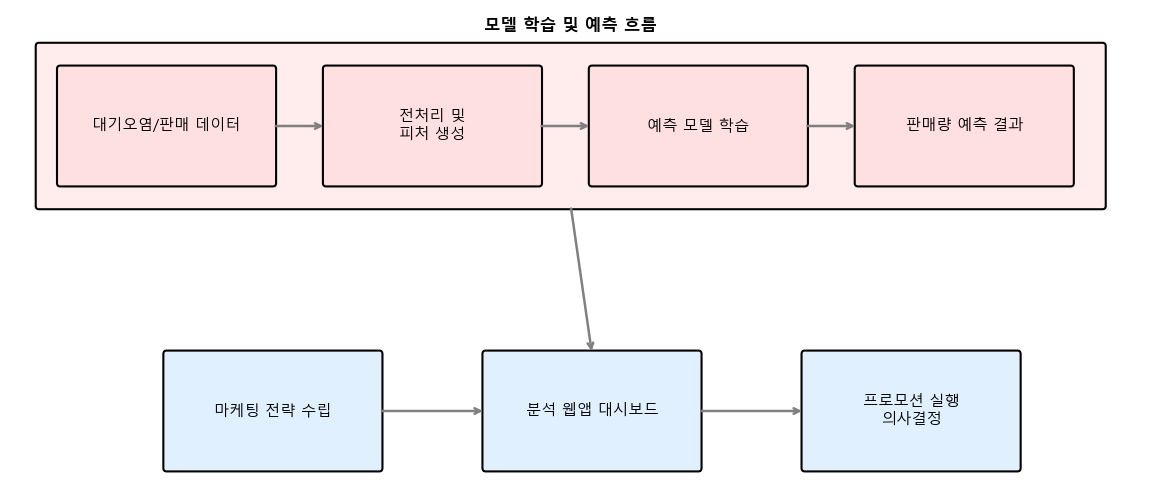 모델 학습 및 예측 흐름
대기오염/판매 데이터
전처리 및
피처 생성
예측 모델 학습
판매량 예측 결과
마케팅 전략 수립
분석 웹앱 대시보드
프로모션 실행
의사결정